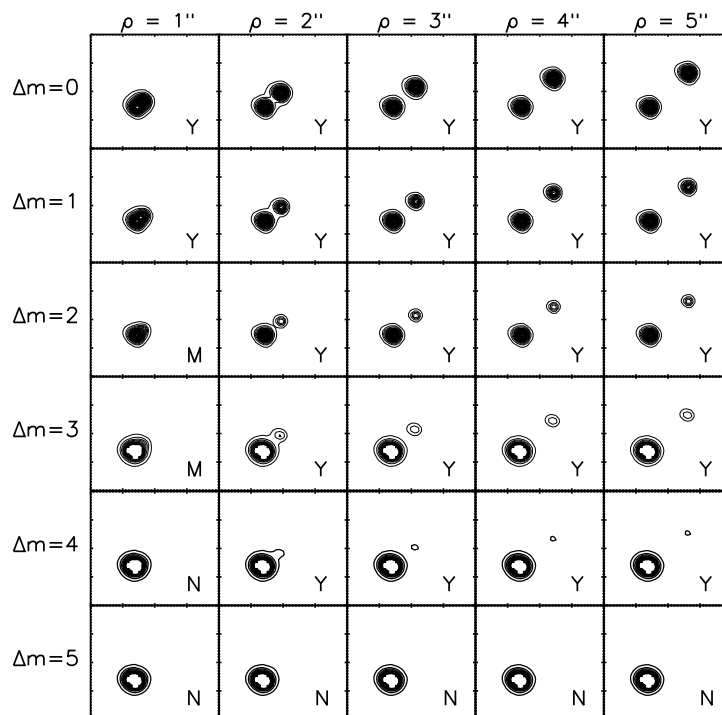 ρ = 1" ρ = 2" ρ = 3" ρ = 4" ρ = 5"
Δm=0 Y Y Y Y Y
Δm=1 Y Y Y Y Y
Δm=2 M Y Y Y Y
Δm=3 M Y Y Y Y
Δm=4 N Y Y Y Y
Δm=5 N N N N N